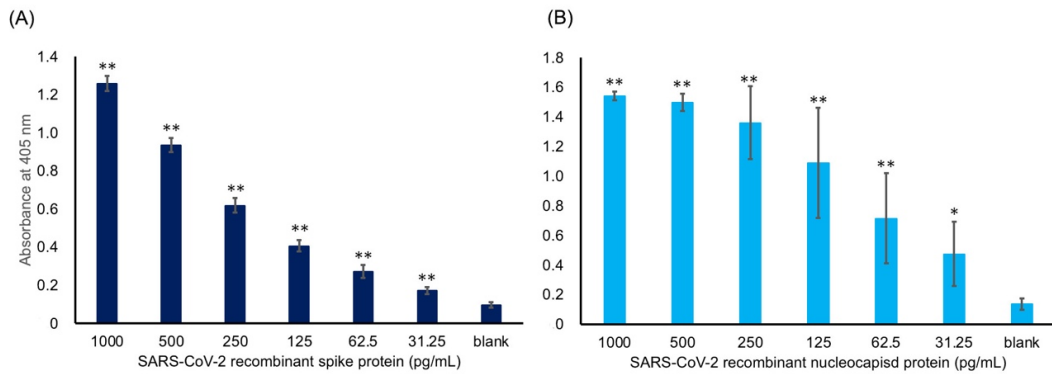 (A)
1.4
1.2
1.0
0.8
0.6
0.4
0.2
0
Absorbance at 405 nm
** ** ** ** ** **
1000 500 250 125 62.5 31.25 blank
SARS-CoV-2 recombinant spike protein (pg/mL)
(B)
1.8
1.6
1.4
1.2
1.0
0.8
0.6
0.4
0.2
0
** ** ** ** ** *
1000 500 250 125 62.5 31.25 blank
SARS-CoV-2 recombinant nucleocapisd protein (pg/mL)